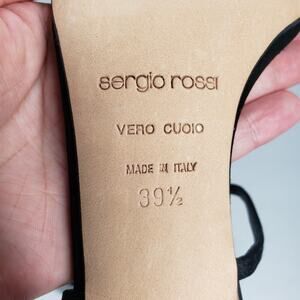 sergio rossi
VERO CUOIO
MADE IN ITALY
39½